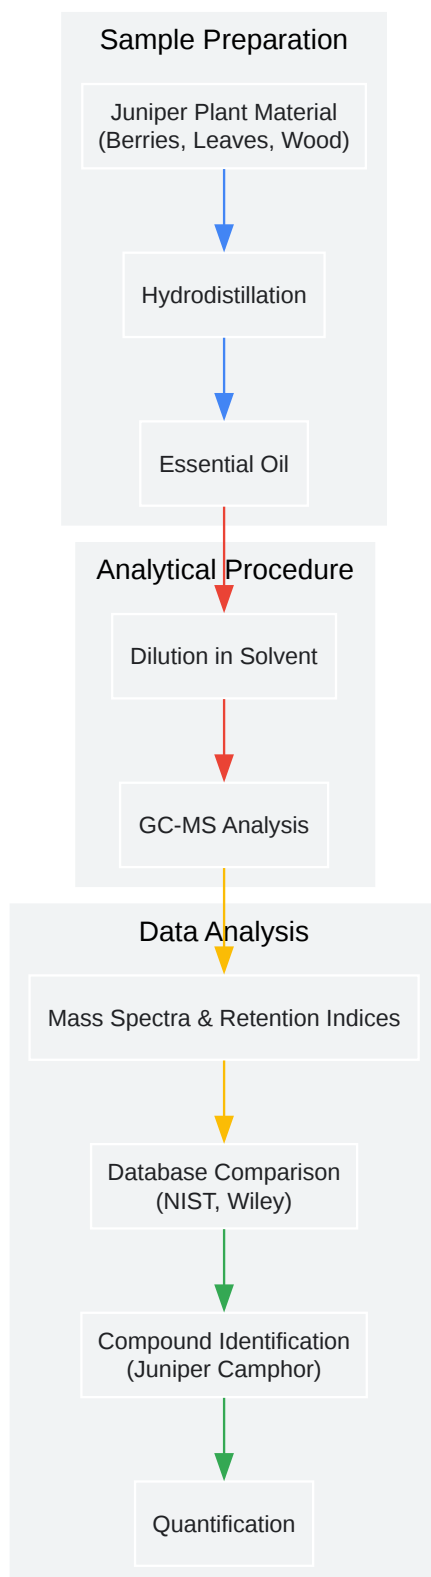 Sample Preparation
Juniper Plant Material
(Berries, Leaves, Wood)
Hydrodistillation
Essential Oil
Analytical Procedure
Dilution in Solvent
GC-MS Analysis
Data Analysis
Mass Spectra & Retention Indices
Database Comparison
(NIST, Wiley)
Compound Identification
(Juniper Camphor)
Quantification